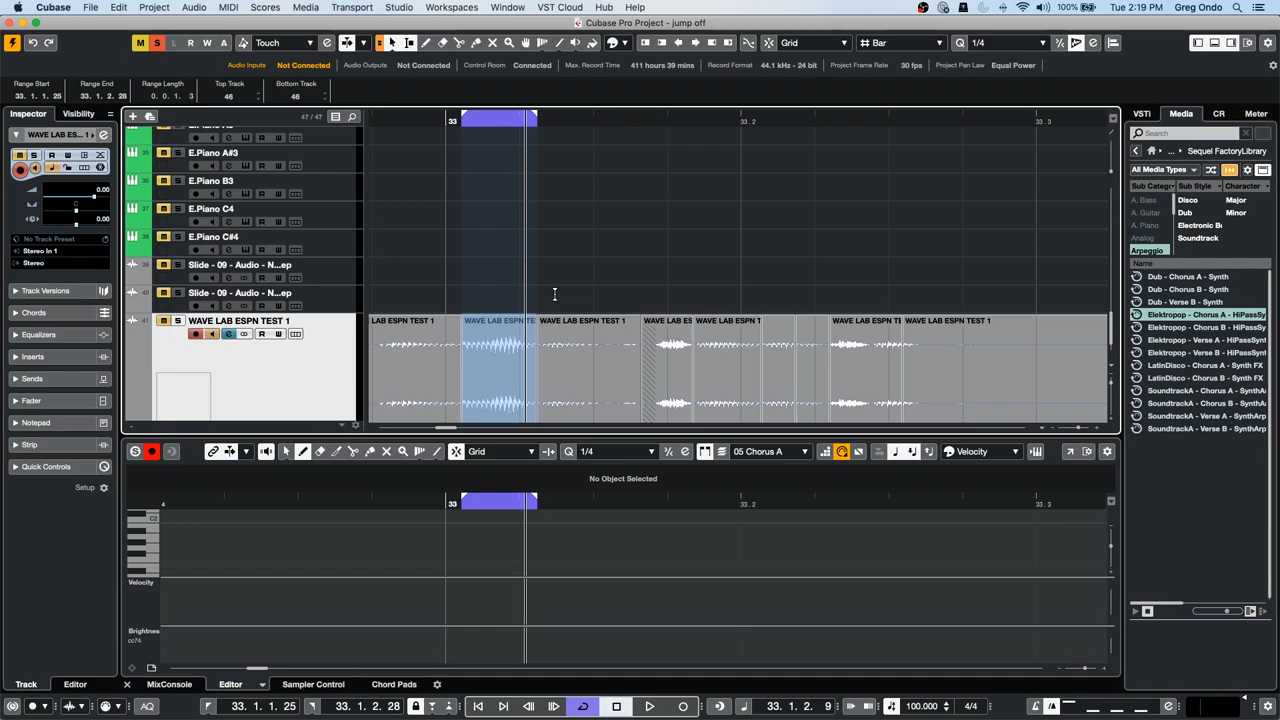 Cubase File Edit Project Audio MIDI Scores Media Transport Studio Workspaces Window VST Cloud Hub Help 100% Tue 2:19 PM Greg Ondo
Cubase Pro Project - jump off
M S L R W A Touch Grid Bar Q 1/4
Audio Inputs Not Connected Audio Outputs Not Connected Control Room Connected Max. Record Time 411 hours 39 mins Record Format 44.1 kHz - 24 bit Project Frame Rate 30 fps Project Pan Law Equal Power
Range Start Range End Range Length Top Track Bottom Track
33. 1. 1. 25 33. 1. 2. 28 0. 0. 1. 3 46 46
Inspector Visibility 47 / 47 33 33. 2 33. 3 VSTi Media CR Meter
WAVE LAB ES... 1
Search
Sequel FactoryLibrary
All Media Types
Sub Categ Sub Style Character
A. Bass Disco Major
A. Guitar Dub Minor
A. Piano Electronic Be
Analog Soundtrack
Arpeggio
Name
Dub - Chorus A - Synth
Dub - Chorus B - Synth
Dub - Verse B - Synth
Elektropop - Chorus A - HiPassSy
Elektropop - Chorus B - HiPassSy
Elektropop - Verse A - HiPassSynt
Elektropop - Verse B - HiPassSynt
LatinDisco - Chorus A - Synth FX
LatinDisco - Chorus B - Synth FX
SoundtrackA - Chorus A - SynthAr
SoundtrackA - Chorus B - SynthAr
SoundtrackA - Verse A - SynthArp
SoundtrackA - Verse B - SynthArp
M S R W
0.00
C
0.00
No Track Preset
Stereo In 1
Stereo
Track Versions
Chords
Equalizers
Inserts
Sends
Fader
Notepad
Strip
Quick Controls
Setup
35 M S E.Piano A#3
36 M S E.Piano B3
37 M S E.Piano C4
38 M S E.Piano C#4
39 M S Slide - 09 - Audio - N...ep
40 M S Slide - 09 - Audio - N...ep
41 M S WAVE LAB ESPN TEST 1
LAB ESPN TEST 1 WAVE LAB ESPN TE WAVE LAB ESPN TEST 1 WAVE LAB ES WAVE LAB ESPN T WAVE LAB ESPN TE WAVE LAB ESPN TEST 1
Grid Q 1/4 05 Chorus A Velocity
No Object Selected
4 33 33. 2 33. 3
C2
Velocity
Brightness
cc74
Track Editor MixConsole Editor Sampler Control Chord Pads
AQ 33. 1. 1. 25 33. 1. 2. 28 33. 1. 2. 9 100.000 4/4